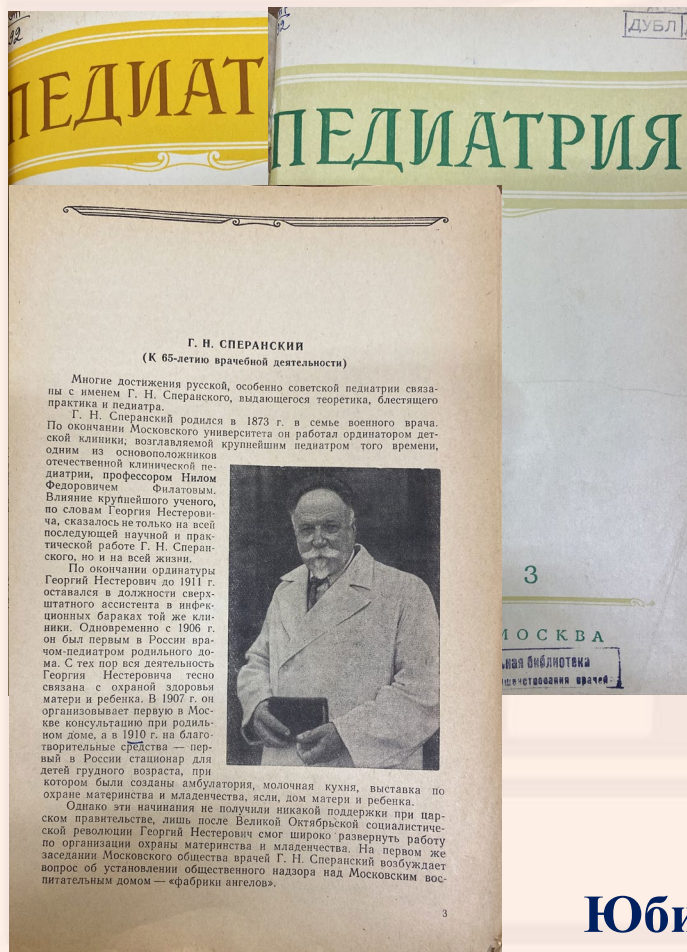 92
ПЕДИАТ
ДУБЛ
ПЕДИАТРИЯ
Г. Н. СПЕРАНСКИЙ
(К 65-летию врачебной деятельности)
Многие достижения русской, особенно советской педиатрии связа-
ны с именем Г. Н. Сперанского, выдающегося теоретика, блестящего
практика и педиатра.
Г. Н. Сперанский родился в 1873 г. в семье военного врача.
По окончании Московского университета он работал ординатором дет-
ской клиники, возглавляемой крупнейшим педиатром того времени,
одним из основоположников
отечественной клинической пе-
диатрии, профессором Нилом
Федоровичем Филатовым.
Влияние крупнейшего ученого,
по словам Георгия Нестерови-
ча, сказалось не только на всей
последующей научной и прак-
тической работе Г. Н. Сперан-
ского, но и на всей жизни.
По окончании ординатуры
Георгий Нестерович до 1911 г.
оставался в должности сверх-
штатного ассистента в инфек-
ционных бараках той же кли-
ники. Одновременно с 1906 г.
он был первым в России вра-
чом-педиатром родильного до-
ма. С тех пор вся деятельность
Георгия Нестеровича тесно
связана с охраной здоровья
матери и ребенка. В 1907 г. он
организовывает первую в Мос-
кве консультацию при родиль-
ном доме, а в 1910 г. на благо-
творительные средства — пер-
вый в России стационар для
детей грудного возраста, при
котором были созданы амбулатория, молочная кухня, выставка по
охране материнства и младенчества, ясли, дом матери и ребенка.
Однако эти начинания не получили никакой поддержки при цар-
ском правительстве, лишь после Великой Октябрьской социалистиче-
ской революции Георгий Нестерович смог широко развернуть работу
по организации охраны материнства и младенчества. На первом же
заседании Московского общества врачей Г. Н. Сперанский возбуждает
вопрос об установлении общественного надзора над Московским вос-
питательным домом — «фабрики ангелов».
3
3
МОСКВА
ьная библиотека
врачей
Юби